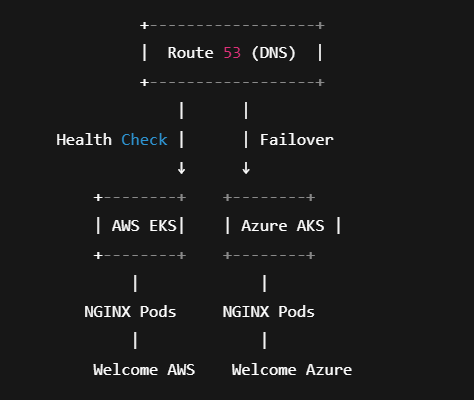 +------------------+
|  Route 53 (DNS)  |
+------------------+
|      |
Health Check |      | Failover
↓      ↓
+--------+    +--------+
| AWS EKS|    | Azure AKS |
+--------+    +--------+
|             |
NGINX Pods     NGINX Pods
|             |
Welcome AWS    Welcome Azure